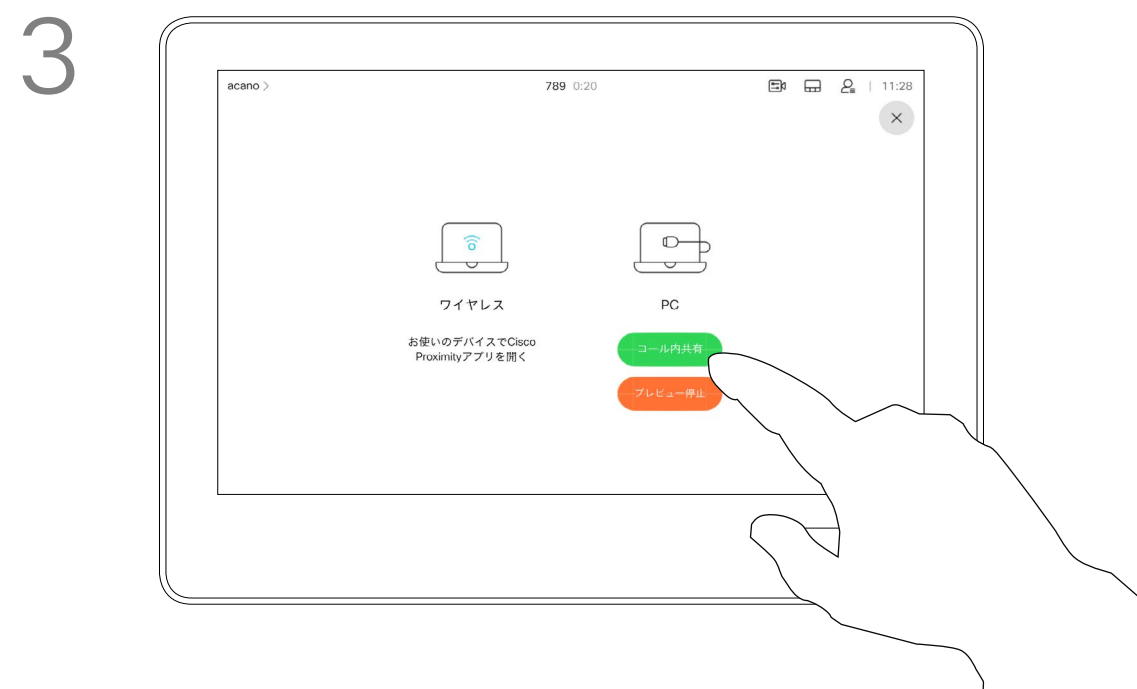 3
acano > 789 0:20 | 11:28
ワイヤレス PC
お使いのデバイスでCisco
Proximityアプリを開く
コール内共有
プレビュー停止